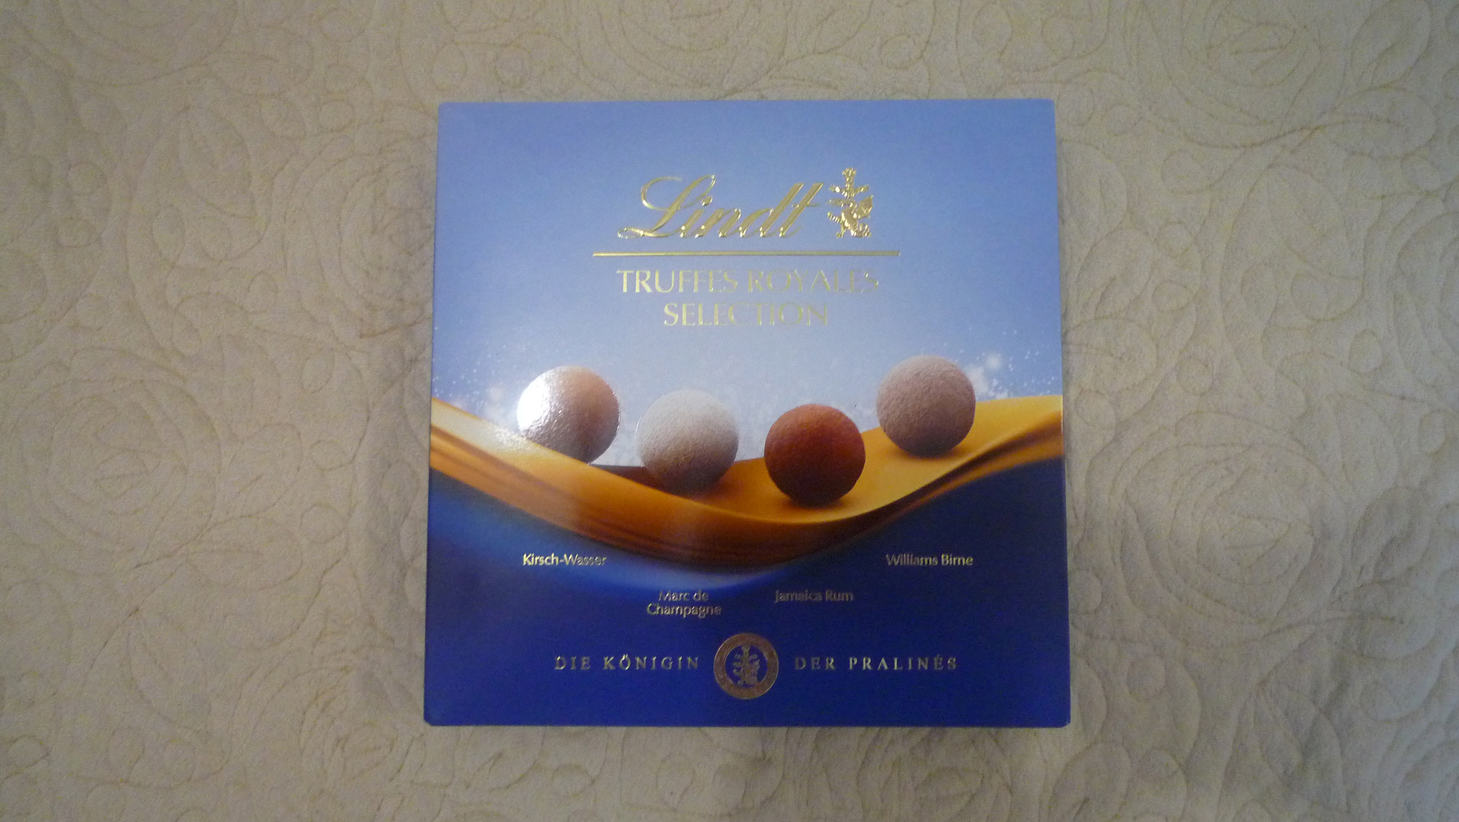 Lindt
TRUFFES ROYALES
SELECTION
Kirsch-Wasser
Williams Birne
Marc de
Champagne
Jamaica Rum
DIE KÖNIGIN DER PRALINÉS